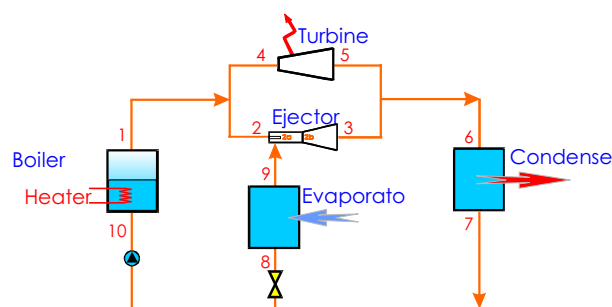 Turbine
4
5
Ejector
2
2a
2b
3
1
6
Boiler
Condense
Heater
9
Evaporato
10
7
8